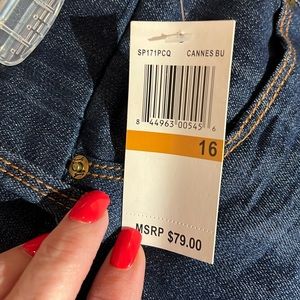 SP171PCQ CANNES BU
8 44963 00545 6
16
MSRP $79.00